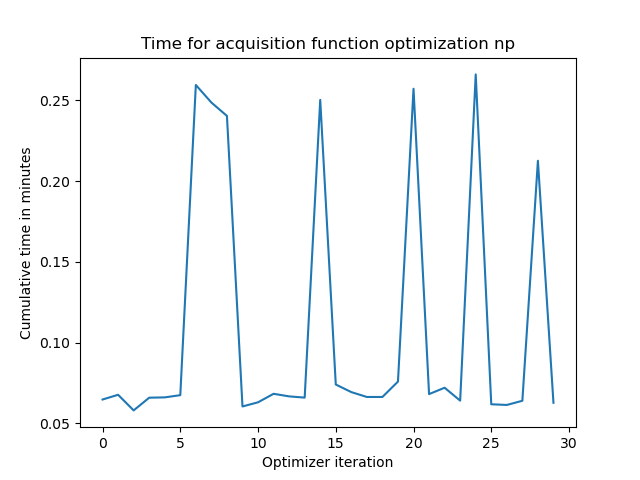 Time for acquisition function optimization np
Cumulative time in minutes
0.25
0.20
0.15
0.10
0.05
0 5 10 15 20 25 30
Optimizer iteration